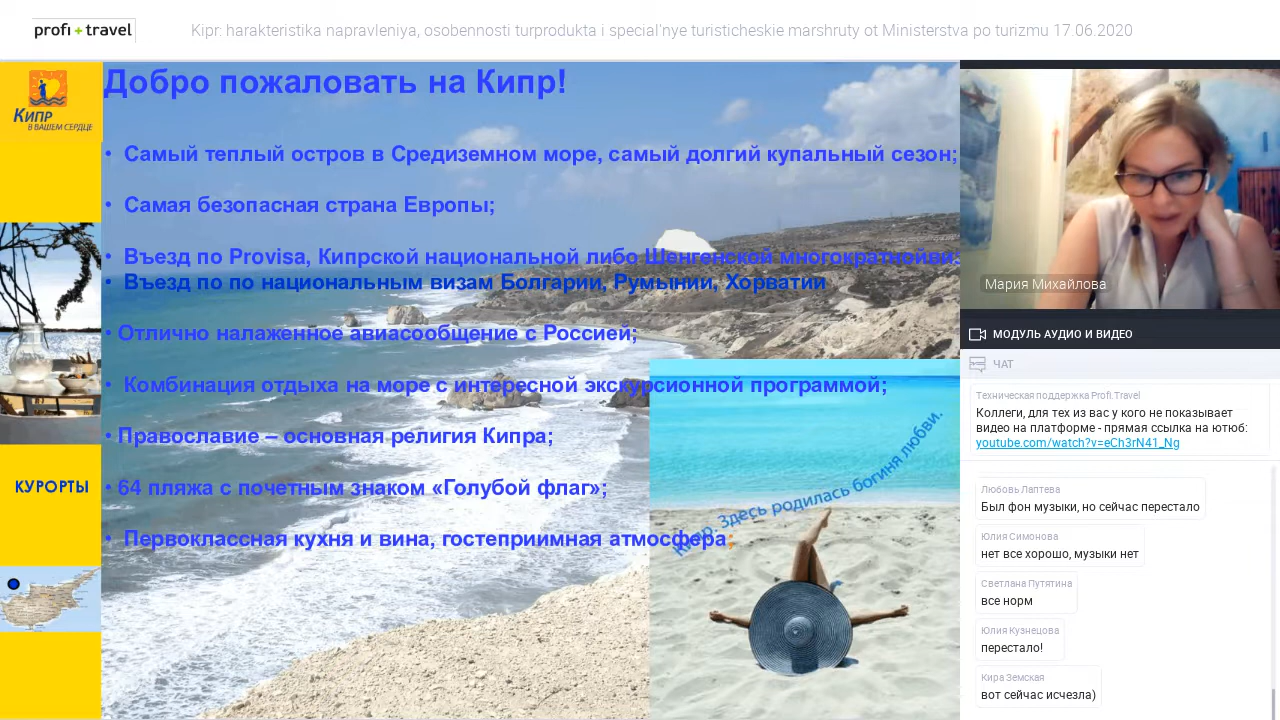 profi + travel
Kipr: harakteristika napravleniya, osobennosti turprodukta i special'nye turisticheskie marshruty ot Ministerstva po turizmu 17.06.2020
КИПР
В ВАШЕМ СЕРДЦЕ
КУРОРТЫ
Добро пожаловать на Кипр!
• Самый теплый остров в Средиземном море, самый долгий купальный сезон;
• Самая безопасная страна Европы;
• Въезд по Provisa, Кипрской национальной либо Шенгенской многократнойви
• Въезд по по национальным визам Болгарии, Румынии, Хорватии
• Отлично налаженное авиасообщение с Россией;
• Комбинация отдыха на море с интересной экскурсионной программой;
• Православие – основная религия Кипра;
• 64 пляжа с почетным знаком «Голубой флаг»;
• Первоклассная кухня и вина, гостеприимная атмосфера;
Кипр. Здесь родилась богиня любви.
Мария Михайлова
МОДУЛЬ АУДИО И ВИДЕО
ЧАТ
Техническая поддержка Profi.Travel
Коллеги, для тех из вас у кого не показывает
видео на платформе - прямая ссылка на ютюб:
youtube.com/watch?v=eCh3rN41_Ng
Любовь Лаптева
Был фон музыки, но сейчас перестало
Юлия Симонова
нет все хорошо, музыки нет
Светлана Путятина
все норм
Юлия Кузнецова
перестало!
Кира Земская
вот сейчас исчезла)